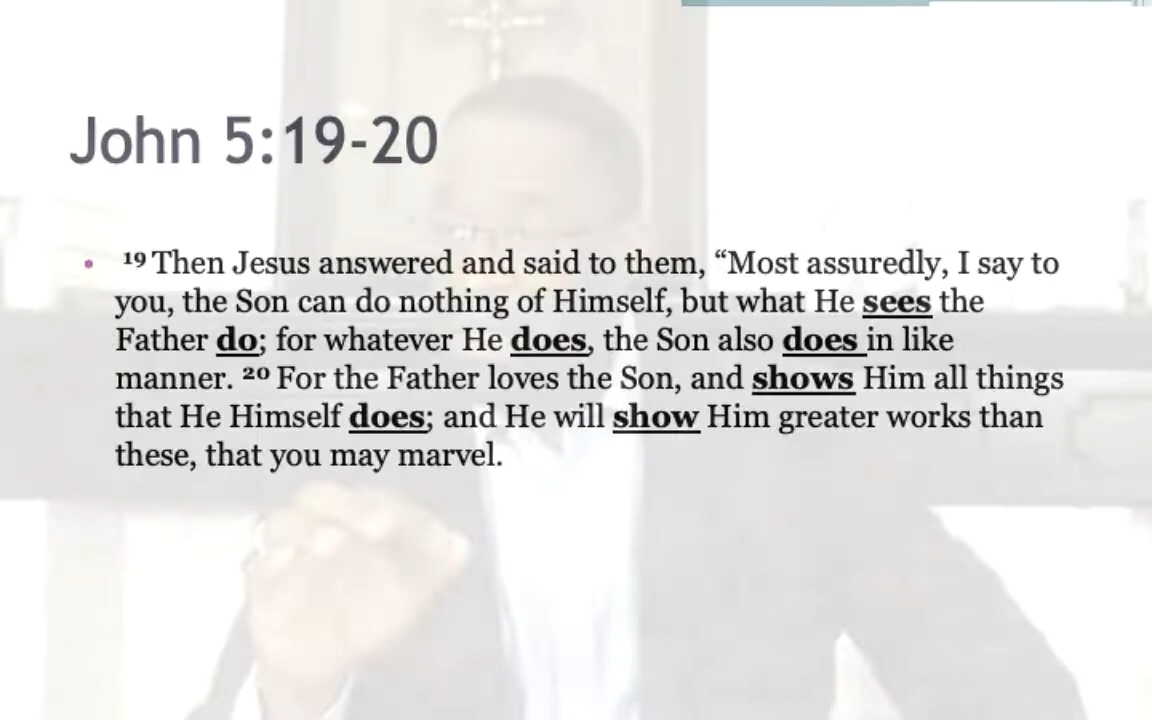 John 5:19-20
• ¹⁹ Then Jesus answered and said to them, “Most assuredly, I say to
you, the Son can do nothing of Himself, but what He sees the
Father do; for whatever He does, the Son also does in like
manner. ²⁰ For the Father loves the Son, and shows Him all things
that He Himself does; and He will show Him greater works than
these, that you may marvel.